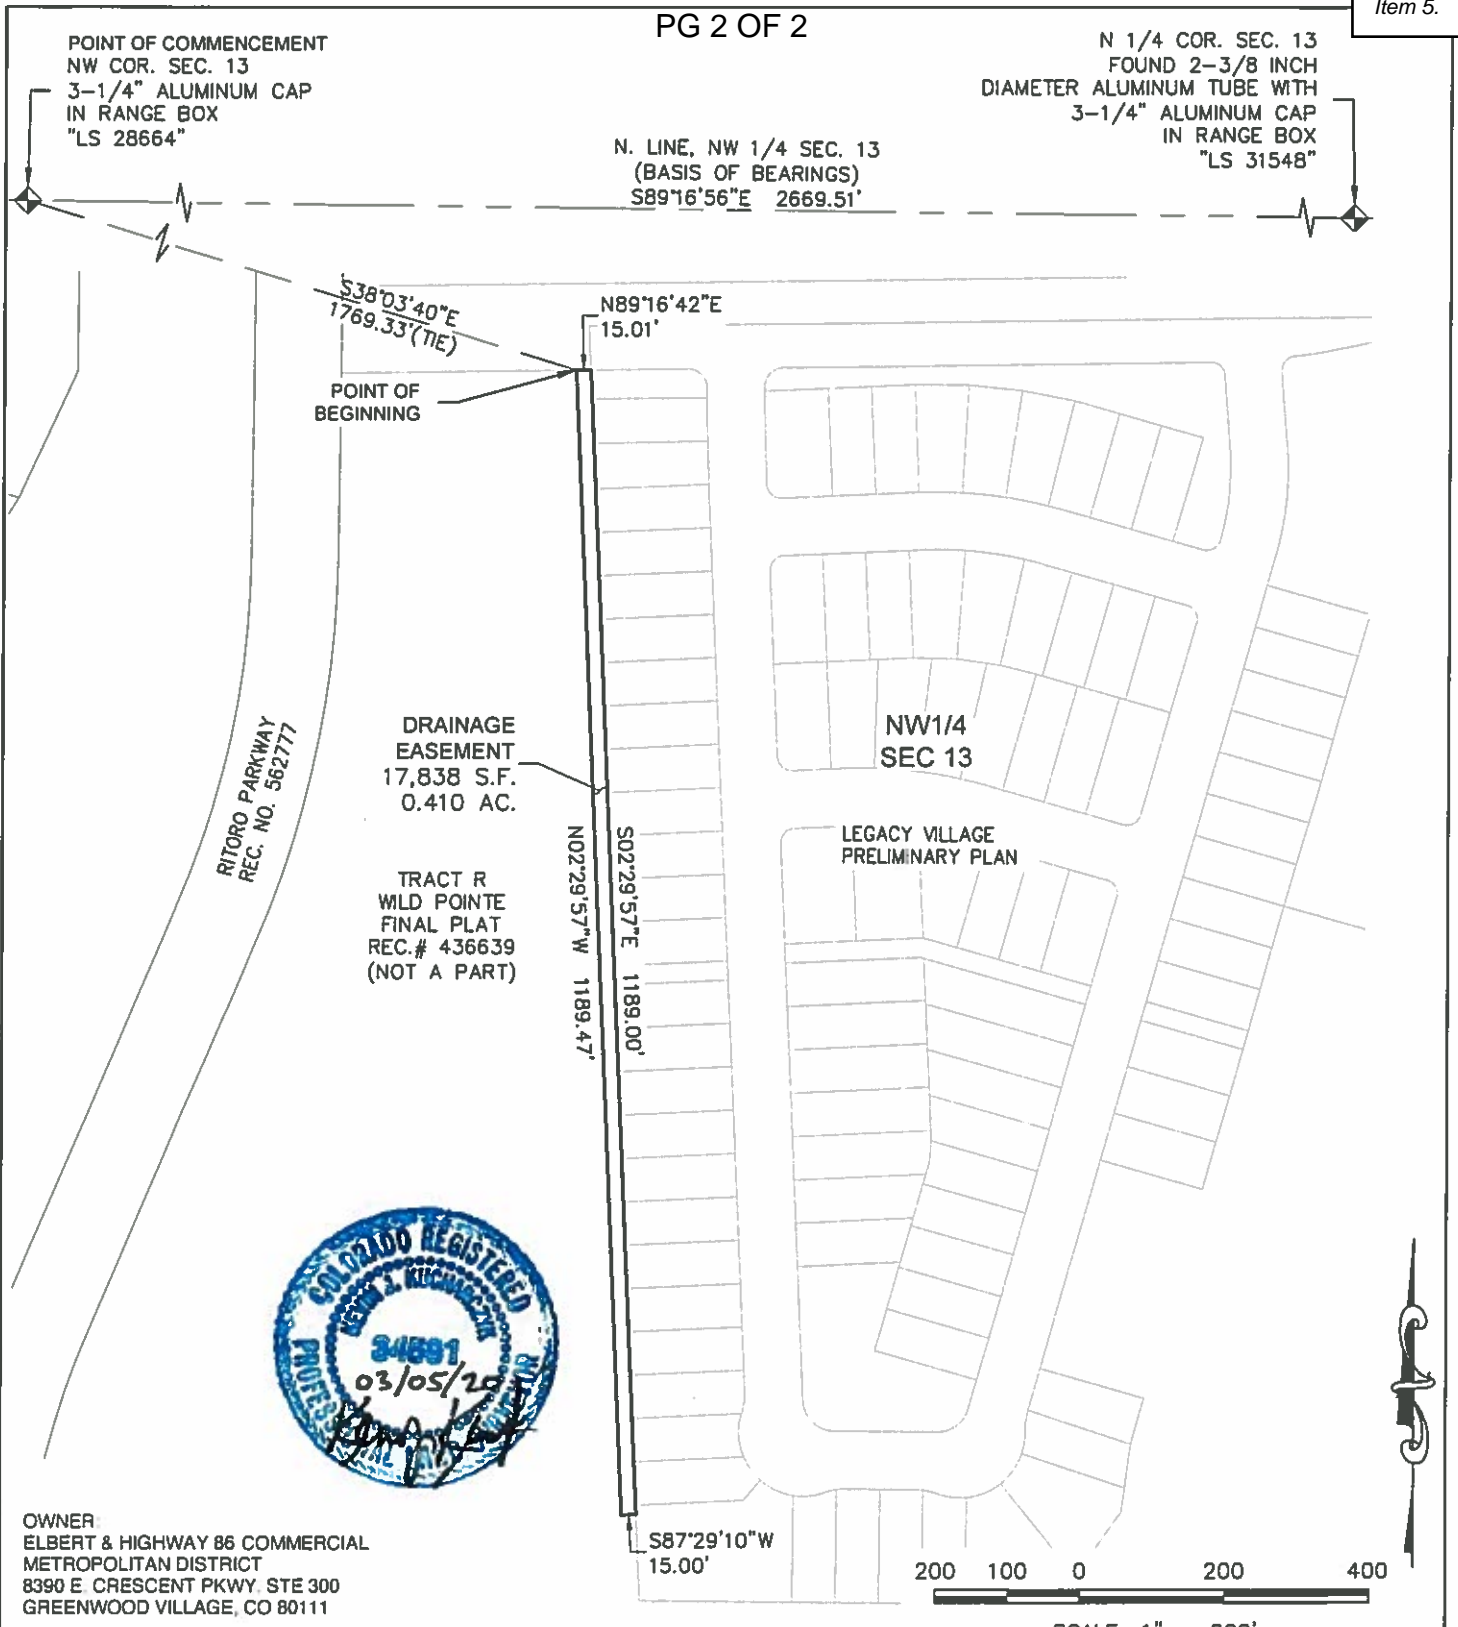 Item 5.
PG 2 OF 2
POINT OF COMMENCEMENT
NW COR. SEC. 13
3-1/4" ALUMINUM CAP
IN RANGE BOX
"LS 28664"
N 1/4 COR. SEC. 13
FOUND 2-3/8 INCH
DIAMETER ALUMINUM TUBE WITH
3-1/4" ALUMINUM CAP
IN RANGE BOX
"LS 31548"
N. LINE, NW 1/4 SEC. 13
(BASIS OF BEARINGS)
S89°16'56"E 2669.51'
S38°03'40"E
1769.33'(TIE)
N89°16'42"E
15.01'
POINT OF
BEGINNING
DRAINAGE
EASEMENT
17,838 S.F.
0.410 AC.
NW1/4
SEC 13
RITORO PARKWAY
REC. NO. 562777
LEGACY VILLAGE
PRELIMINARY PLAN
N02°29'57"W 1189.47'
S02°29'57"E 1189.00'
TRACT R
WILD POINTE
FINAL PLAT
REC.# 436639
(NOT A PART)
COLORADO REGISTERED
KEVIN J. KUCHARCZYK
34591
03/05/20
PROFESSIONAL LAND
S87°29'10"W
15.00'
OWNER:
ELBERT & HIGHWAY 86 COMMERCIAL
METROPOLITAN DISTRICT
8390 E. CRESCENT PKWY. STE 300
GREENWOOD VILLAGE, CO 80111
200 100 0 200 400